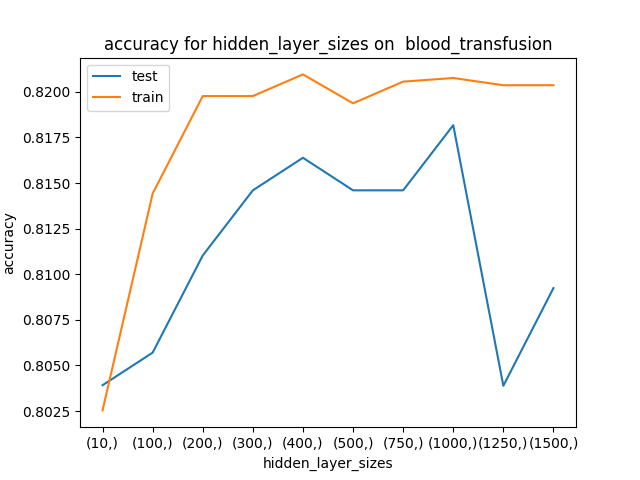 accuracy for hidden_layer_sizes on  blood_transfusion
test
train
0.8200
0.8175
0.8150
0.8125
0.8100
0.8075
0.8050
0.8025
accuracy
(10,) (100,) (200,) (300,) (400,) (500,) (750,) (1000,) (1250,) (1500,)
hidden_layer_sizes